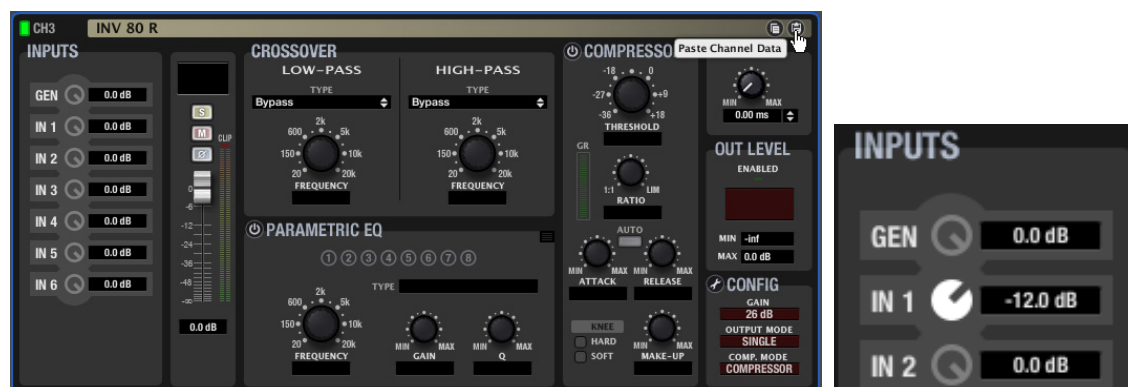 CH3 INV 80 R
Paste Channel Data
INPUTS
GEN 0.0 dB
IN 1 0.0 dB
IN 2 0.0 dB
IN 3 0.0 dB
IN 4 0.0 dB
IN 5 0.0 dB
IN 6 0.0 dB
S
M
Ø
CLIP
0
-6
-12
-24
-36
-48
-∞
0.0 dB
CROSSOVER
LOW-PASS
TYPE
Bypass
2k
600 5k
150 10k
20 20k
FREQUENCY
HIGH-PASS
TYPE
Bypass
2k
600 5k
150 10k
20 20k
FREQUENCY
PARAMETRIC EQ
1 2 3 4 5 6 7 8
TYPE
2k
600 5k
150 10k
20 20k
FREQUENCY
MIN MAX
GAIN
MIN MAX
Q
COMPRESSO
-18 0
-27 +9
-36 +18
THRESHOLD
GR
1:1 LIM
RATIO
AUTO
MIN MAX
ATTACK
MIN MAX
RELEASE
KNEE
HARD
SOFT
MIN MAX
MAKE-UP
MIN MAX
0.00 ms
OUT LEVEL
ENABLED
MIN -inf
MAX 0.0 dB
CONFIG
GAIN
26 dB
OUTPUT MODE
SINGLE
COMP. MODE
COMPRESSOR
INPUTS
GEN 0.0 dB
IN 1 -12.0 dB
IN 2 0.0 dB